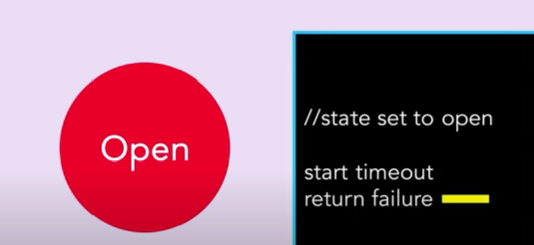 Open
//state set to open
start timeout
return failure